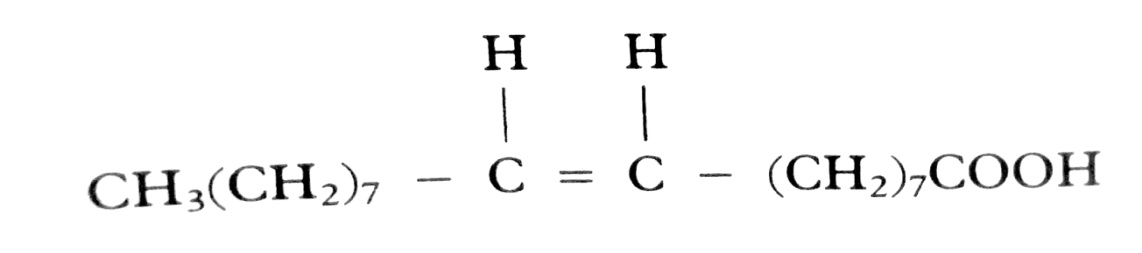 H H
CH₃(CH₂)₇ – C = C – (CH₂)₇COOH